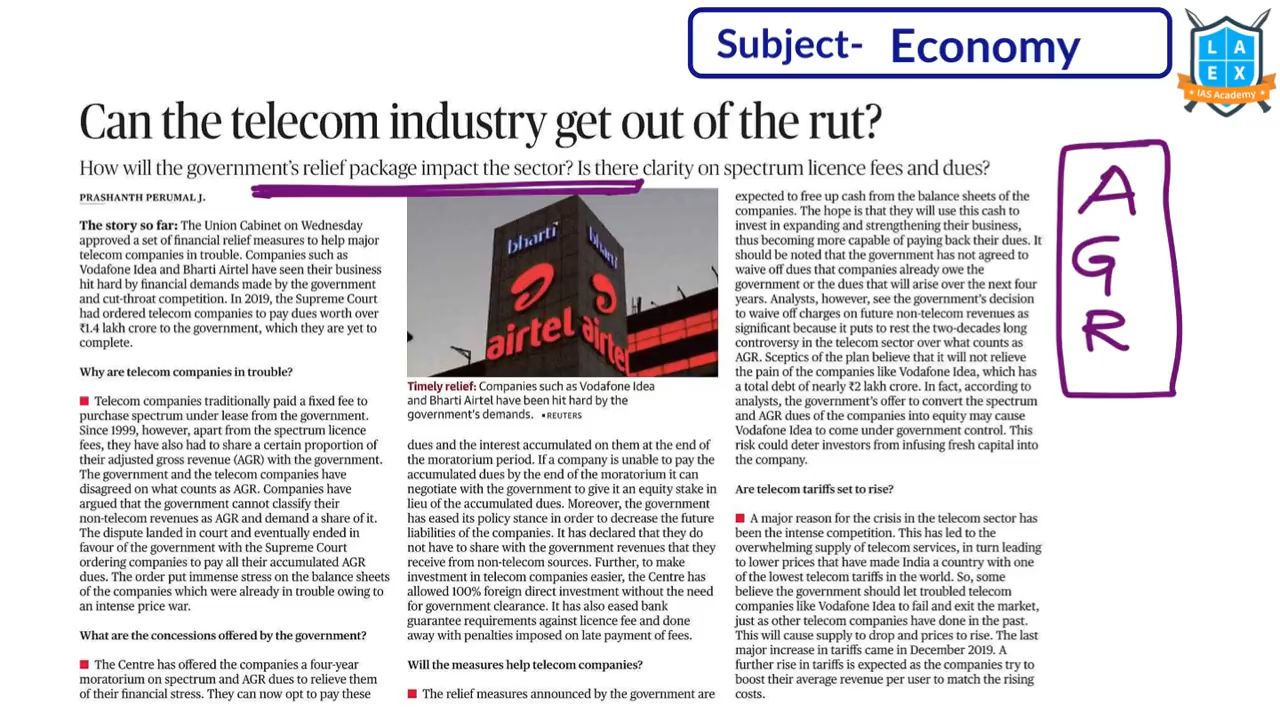 Subject- Economy
L A
E X
IAS Academy
Can the telecom industry get out of the rut?
How will the government's relief package impact the sector? Is there clarity on spectrum licence fees and dues?
A
G
R
PRASHANTH PERUMAL J.
The story so far: The Union Cabinet on Wednesday
approved a set of financial relief measures to help major
telecom companies in trouble. Companies such as
Vodafone Idea and Bharti Airtel have seen their business
hit hard by financial demands made by the government
and cut-throat competition. In 2019, the Supreme Court
had ordered telecom companies to pay dues worth over
₹1.4 lakh crore to the government, which they are yet to
complete.
Why are telecom companies in trouble?
Telecom companies traditionally paid a fixed fee to
purchase spectrum under lease from the government.
Since 1999, however, apart from the spectrum licence
fees, they have also had to share a certain proportion of
their adjusted gross revenue (AGR) with the government.
The government and the telecom companies have
disagreed on what counts as AGR. Companies have
argued that the government cannot classify their
non-telecom revenues as AGR and demand a share of it.
The dispute landed in court and eventually ended in
favour of the government with the Supreme Court
ordering companies to pay all their accumulated AGR
dues. The order put immense stress on the balance sheets
of the companies which were already in trouble owing to
an intense price war.
What are the concessions offered by the government?
The Centre has offered the companies a four-year
moratorium on spectrum and AGR dues to relieve them
of their financial stress. They can now opt to pay these
bharti
bharti
airtel
airtel
Timely relief: Companies such as Vodafone Idea
and Bharti Airtel have been hit hard by the
government's demands. • REUTERS
dues and the interest accumulated on them at the end of
the moratorium period. If a company is unable to pay the
accumulated dues by the end of the moratorium it can
negotiate with the government to give it an equity stake in
lieu of the accumulated dues. Moreover, the government
has eased its policy stance in order to decrease the future
liabilities of the companies. It has declared that they do
not have to share with the government revenues that they
receive from non-telecom sources. Further, to make
investment in telecom companies easier, the Centre has
allowed 100% foreign direct investment without the need
for government clearance. It has also eased bank
guarantee requirements against licence fee and done
away with penalties imposed on late payment of fees.
Will the measures help telecom companies?
The relief measures announced by the government are
expected to free up cash from the balance sheets of the
companies. The hope is that they will use this cash to
invest in expanding and strengthening their business,
thus becoming more capable of paying back their dues. It
should be noted that the government has not agreed to
waive off dues that companies already owe the
government or the dues that will arise over the next four
years. Analysts, however, see the government's decision
to waive off charges on future non-telecom revenues as
significant because it puts to rest the two-decades long
controversy in the telecom sector over what counts as
AGR. Sceptics of the plan believe that it will not relieve
the pain of the companies like Vodafone Idea, which has
a total debt of nearly ₹2 lakh crore. In fact, according to
analysts, the government's offer to convert the spectrum
and AGR dues of the companies into equity may cause
Vodafone Idea to come under government control. This
risk could deter investors from infusing fresh capital into
the company.
Are telecom tariffs set to rise?
A major reason for the crisis in the telecom sector has
been the intense competition. This has led to the
overwhelming supply of telecom services, in turn leading
to lower prices that have made India a country with one
of the lowest telecom tariffs in the world. So, some
believe the government should let troubled telecom
companies like Vodafone Idea to fail and exit the market,
just as other telecom companies have done in the past.
This will cause supply to drop and prices to rise. The last
major increase in tariffs came in December 2019. A
further rise in tariffs is expected as the companies try to
boost their average revenue per user to match the rising
costs.